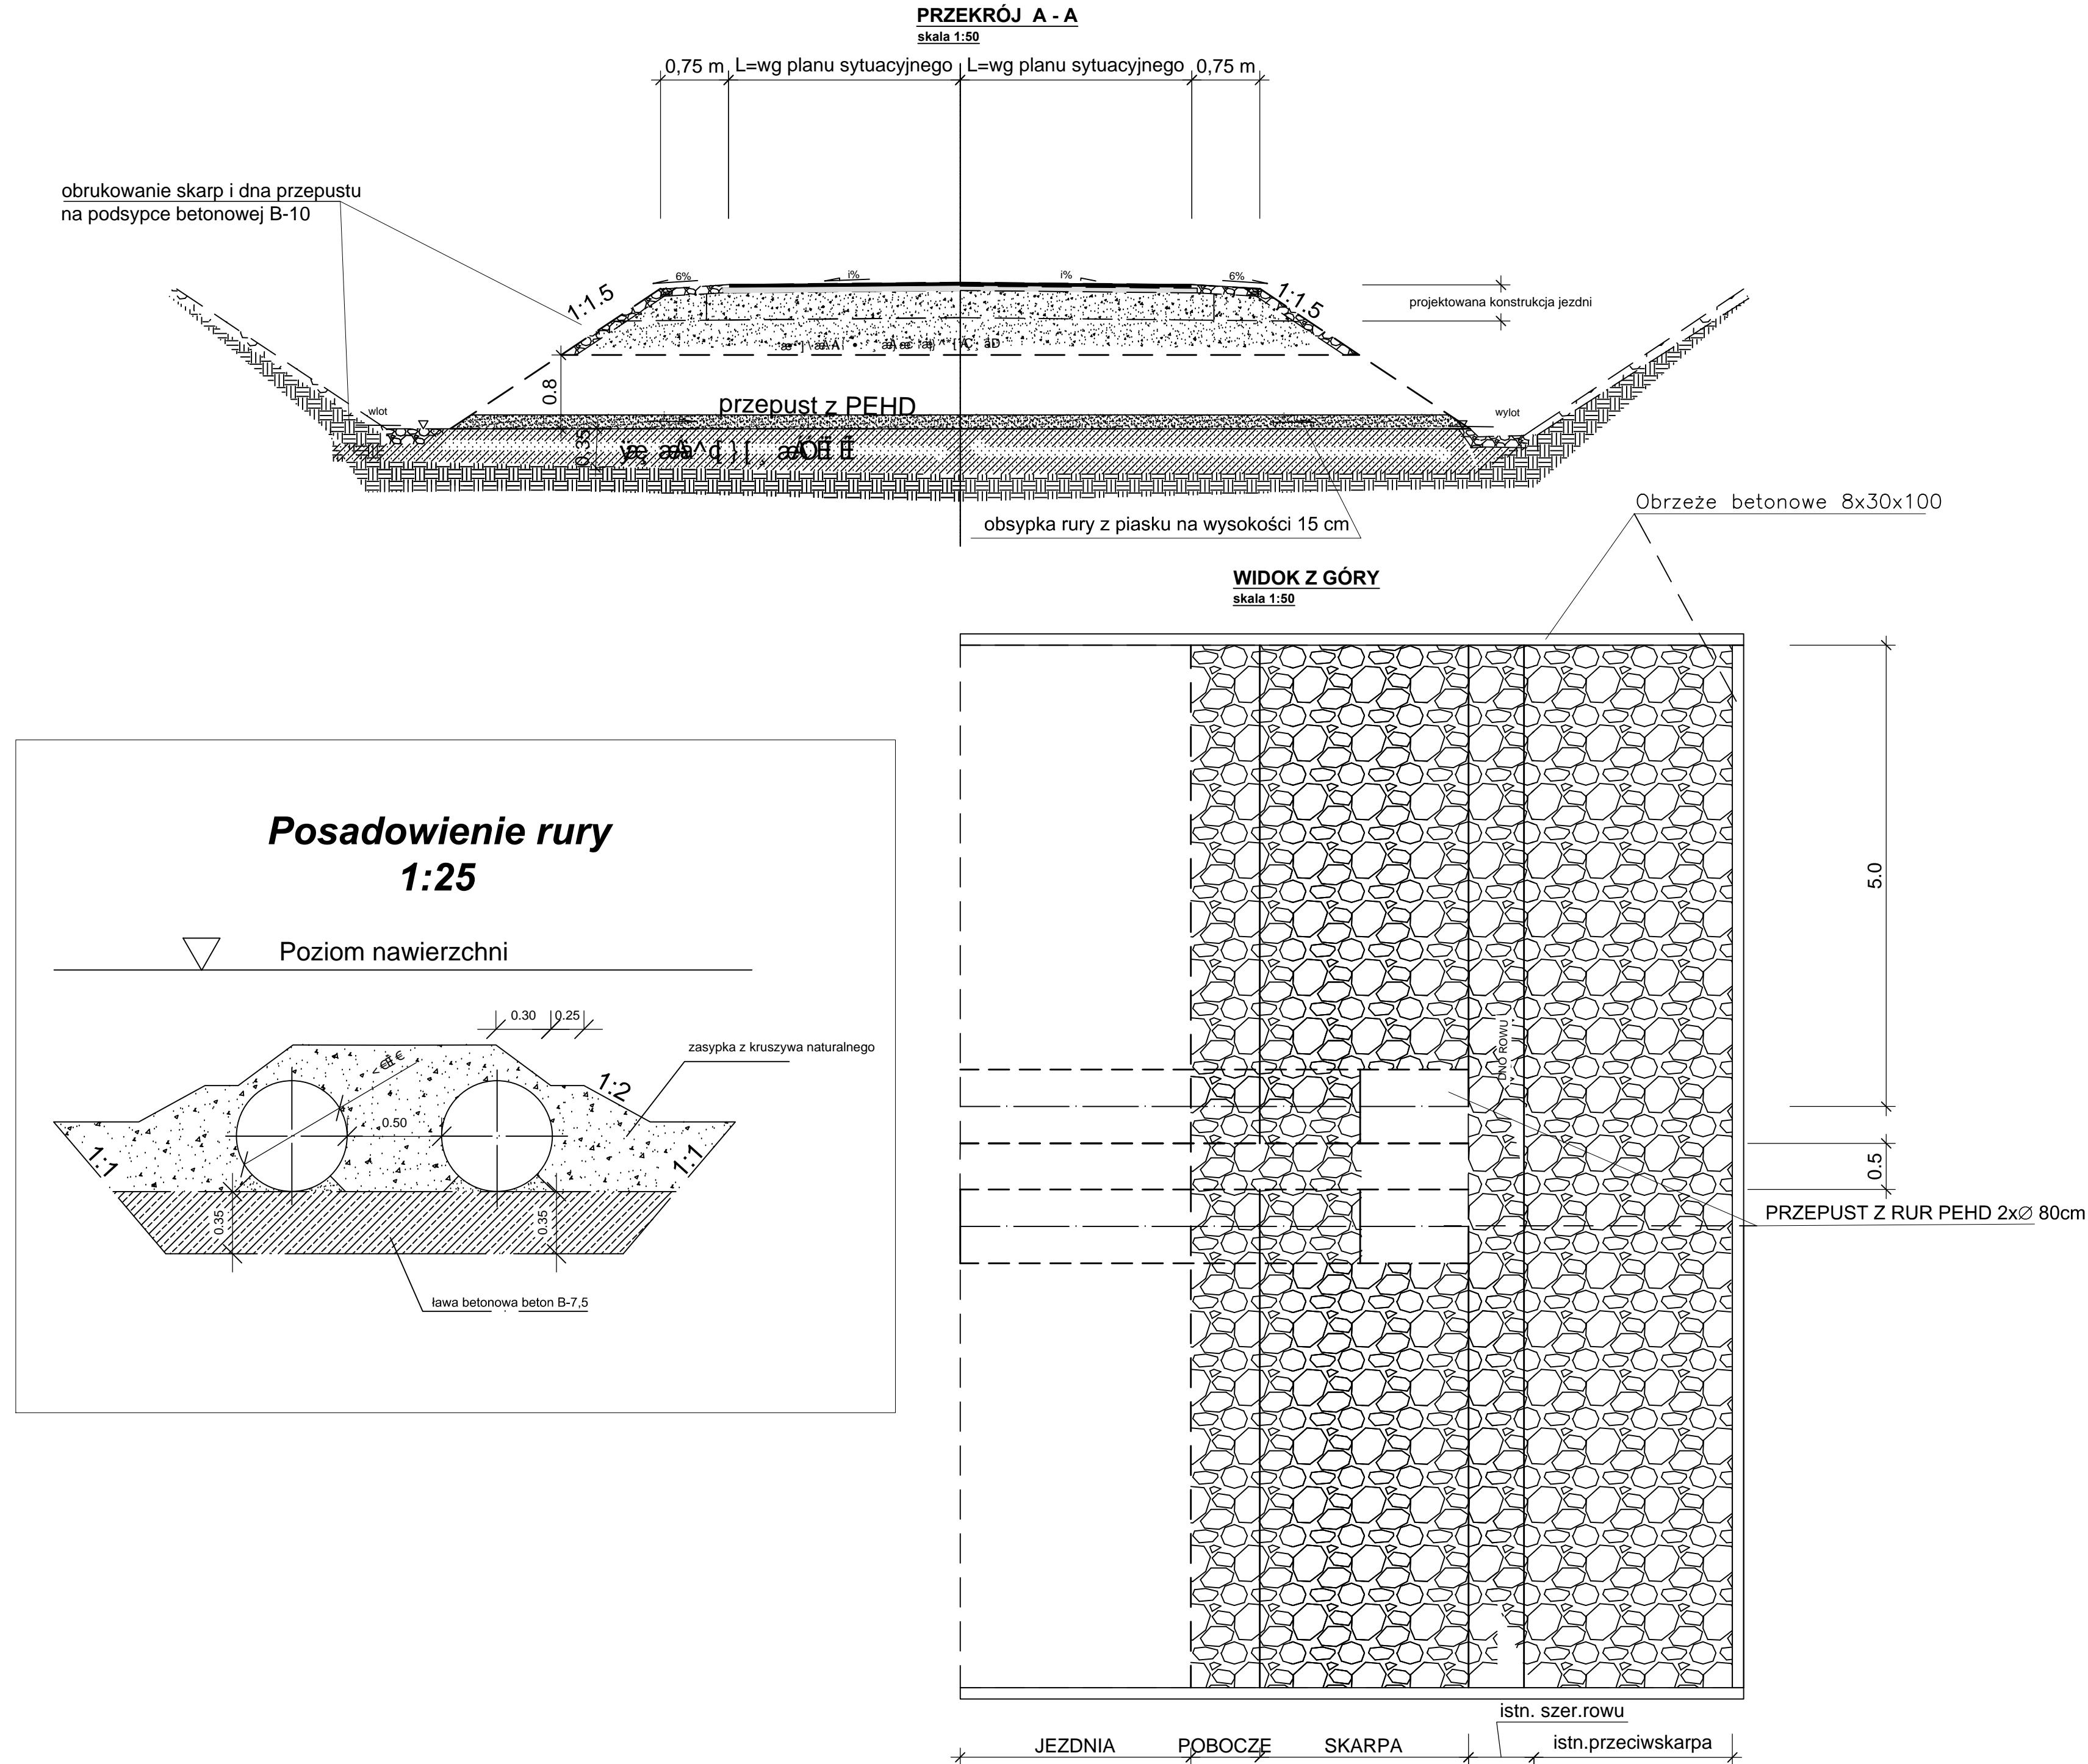 PRZEKRÓJ A - A
skala 1:50
0,75 m L=wg planu sytuacyjnego L=wg planu sytuacyjnego 0,75 m
obrukowanie skarp i dna przepustu
na podsypce betonowej B-10
6% i% i% 6%
1:1.5 1:1.5
projektowana konstrukcja jezdni
0.8
przepust z PEHD
wlot
wylot
0,35
obsypka rury z piasku na wysokości 15 cm
Obrzeże betonowe 8x30x100
WIDOK Z GÓRY
skala 1:50
Posadowienie rury
1:25
Poziom nawierzchni
0.30 0.25
zasypka z kruszywa naturalnego
1:2
0.50
1:1 1:1
0.35 0.35
ława betonowa beton B-7,5
5.0
DNO ROWU
0.5
PRZEPUST Z RUR PEHD 2x∅ 80cm
istn. szer.rowu
JEZDNIA POBOCZE SKARPA istn.przeciwskarpa